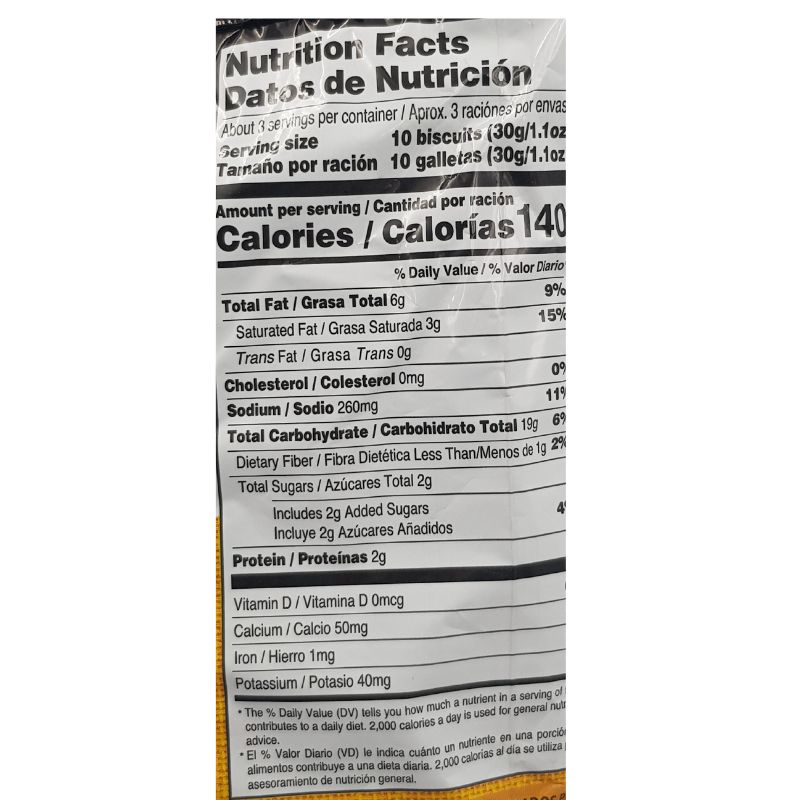 Nutrition Facts
Datos de Nutrición
About 3 servings per container / Aprox. 3 raciónes por envas
Serving size 10 biscuits (30g/1.1oz
Tamaño por ración 10 galletas (30g/1.1oz
Amount per serving / Cantidad por ración
Calories / Calorías 140
% Daily Value / % Valor Diario*
Total Fat / Grasa Total 6g 9%
Saturated Fat / Grasa Saturada 3g 15%
Trans Fat / Grasa Trans 0g
Cholesterol / Colesterol 0mg 0%
Sodium / Sodio 260mg 11%
Total Carbohydrate / Carbohidrato Total 19g 6%
Dietary Fiber / Fibra Dietética Less Than/Menos de 1g 2%
Total Sugars / Azúcares Total 2g
Includes 2g Added Sugars 4%
Incluye 2g Azúcares Añadidos
Protein / Proteínas 2g
Vitamin D / Vitamina D 0mcg
Calcium / Calcio 50mg
Iron / Hierro 1mg
Potassium / Potasio 40mg
* The % Daily Value (DV) tells you how much a nutrient in a serving of
contributes to a daily diet. 2,000 calories a day is used for general nutr
advice.
* El % Valor Diario (VD) le indica cuánto un nutriente en una porción
alimentos contribuye a una dieta diaria. 2,000 calorías al día se utiliza
asesoramiento de nutrición general.